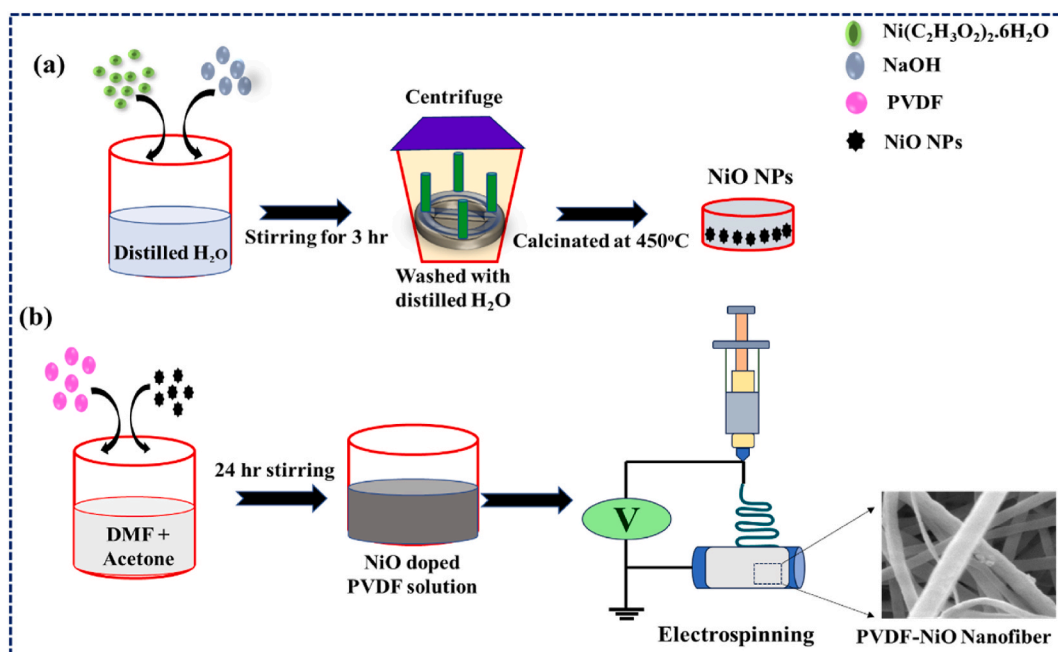 (a)
Ni(C₂H₃O₂)₂.6H₂O
NaOH
PVDF
NiO NPs
Centrifuge
NiO NPs
Distilled H₂O
Stirring for 3 hr
Calcinated at 450°C
Washed with
distilled H₂O
(b)
24 hr stirring
DMF +
Acetone
NiO doped
PVDF solution
V
Electrospinning
PVDF-NiO Nanofiber